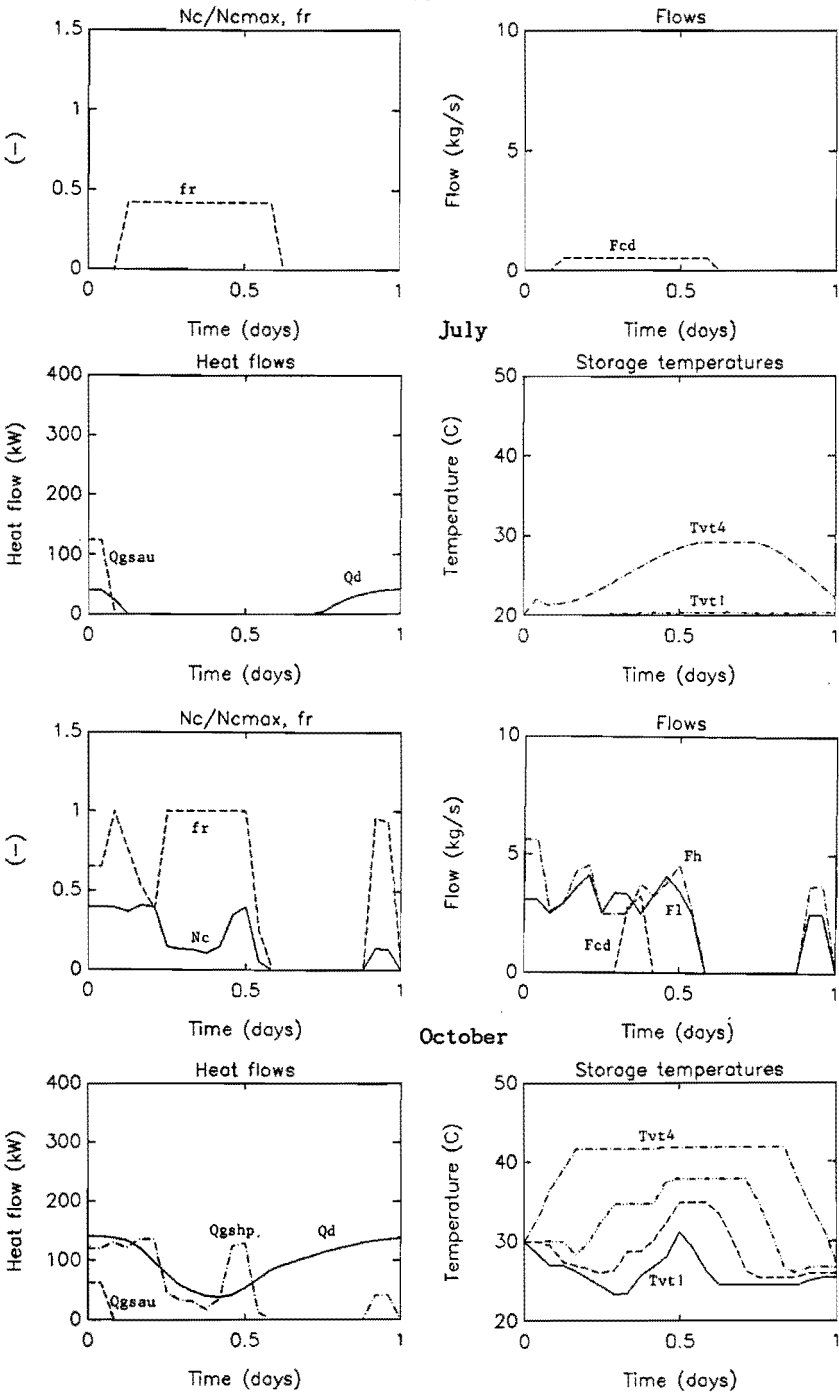 Nc/Ncmax, fr
1.5
1
0.5
0
(-)
fr
0 0.5 1
Time (days)
Flows
10
5
0
Flow (kg/s)
Fcd
0 0.5 1
Time (days)
July
Heat flows
400
300
200
100
0
Heat flow (kW)
Qgsau
Qd
0 0.5 1
Time (days)
Storage temperatures
50
40
30
20
Temperature (C)
Tvt4
Tvt1
0 0.5 1
Time (days)
Nc/Ncmax, fr
1.5
1
0.5
0
(-)
fr
Nc
0 0.5 1
Time (days)
Flows
10
5
0
Flow (kg/s)
Fh
Fl
Fcd
0 0.5 1
Time (days)
October
Heat flows
400
300
200
100
0
Heat flow (kW)
Qgshp
Qd
Qgsau
0 0.5 1
Time (days)
Storage temperatures
50
40
30
20
Temperature (C)
Tvt4
Tvt1
0 0.5 1
Time (days)